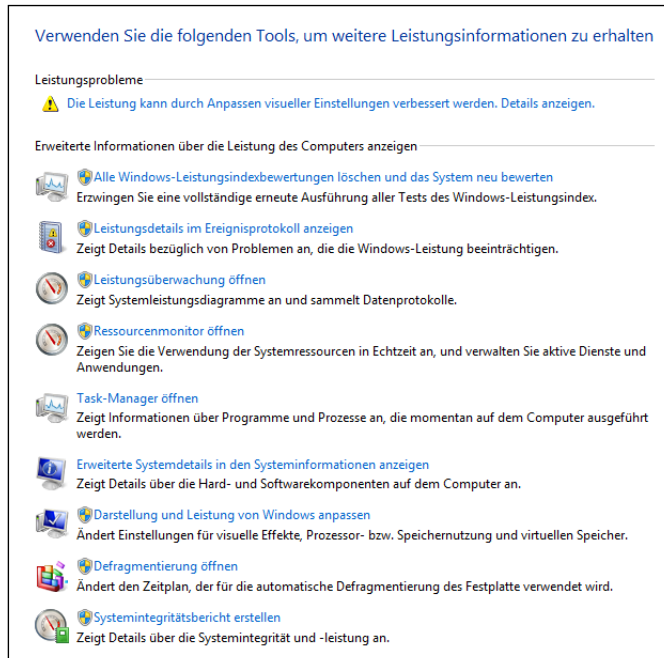 Verwenden Sie die folgenden Tools, um weitere Leistungsinformationen zu erhalten
Leistungsprobleme
Die Leistung kann durch Anpassen visueller Einstellungen verbessert werden. Details anzeigen.
Erweiterte Informationen über die Leistung des Computers anzeigen
Alle Windows-Leistungsindexbewertungen löschen und das System neu bewerten
Erzwingen Sie eine vollständige erneute Ausführung aller Tests des Windows-Leistungsindex.
Leistungsdetails im Ereignisprotokoll anzeigen
Zeigt Details bezüglich von Problemen an, die die Windows-Leistung beeinträchtigen.
Leistungsüberwachung öffnen
Zeigt Systemleistungsdiagramme an und sammelt Datenprotokolle.
Ressourcenmonitor öffnen
Zeigen Sie die Verwendung der Systemressourcen in Echtzeit an, und verwalten Sie aktive Dienste und
Anwendungen.
Task-Manager öffnen
Zeigt Informationen über Programme und Prozesse an, die momentan auf dem Computer ausgeführt
werden.
Erweiterte Systemdetails in den Systeminformationen anzeigen
Zeigt Details über die Hard- und Softwarekomponenten auf dem Computer an.
Darstellung und Leistung von Windows anpassen
Ändert Einstellungen für visuelle Effekte, Prozessor- bzw. Speichernutzung und virtuellen Speicher.
Defragmentierung öffnen
Ändert den Zeitplan, der für die automatische Defragmentierung des Festplatte verwendet wird.
Systemintegritätsbericht erstellen
Zeigt Details über die Systemintegrität und -leistung an.